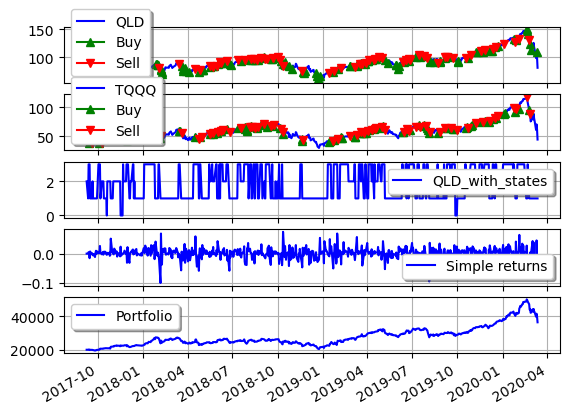 150
QLD
Buy
Sell
100
TQQQ
Buy
Sell
100
50
2
0
QLD_with_states
0.0
−0.1
Simple returns
40000
20000
Portfolio
2017-10
2018-01
2018-04
2018-07
2018-10
2019-01
2019-04
2019-07
2019-10
2020-01
2020-04